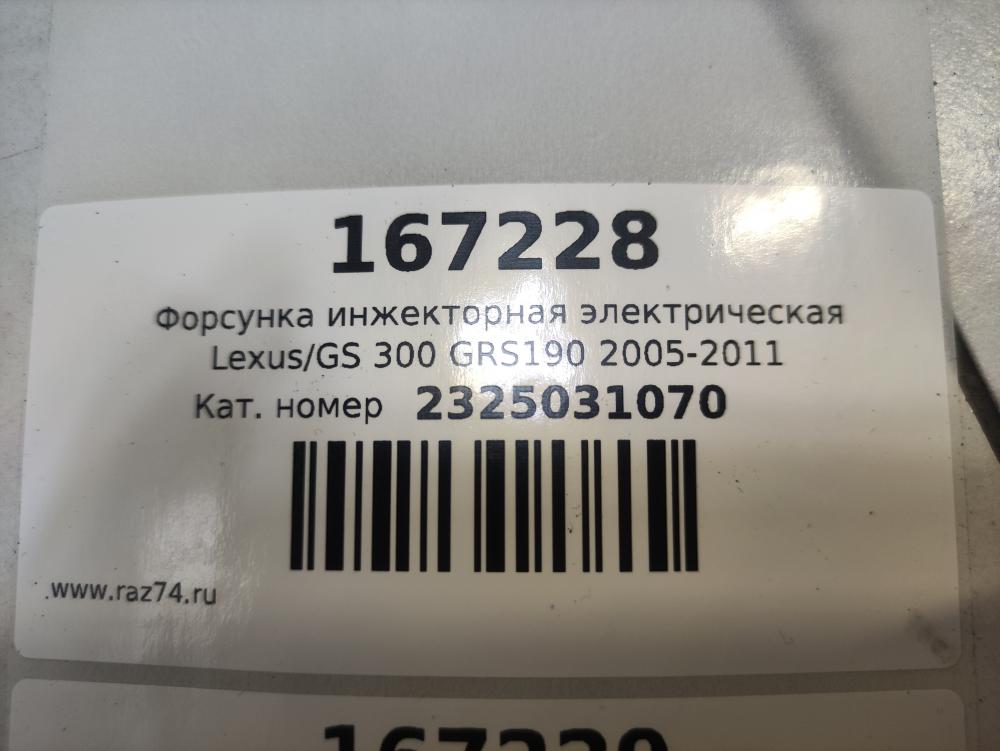 167228
Форсунка инжекторная электрическая
Lexus/GS 300 GRS190 2005-2011
Кат. номер 2325031070
www.raz74.ru